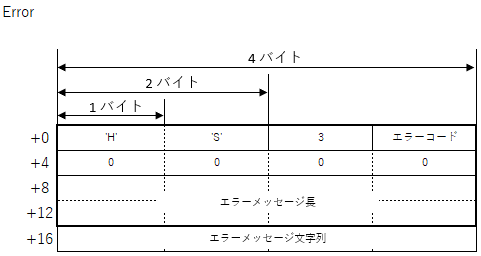 Error
4 バイト
2 バイト
1 バイト
+0 'H' 'S' 3 エラーコード
+4 0 0 0 0
+8
エラーメッセージ長
+12
+16 エラーメッセージ文字列